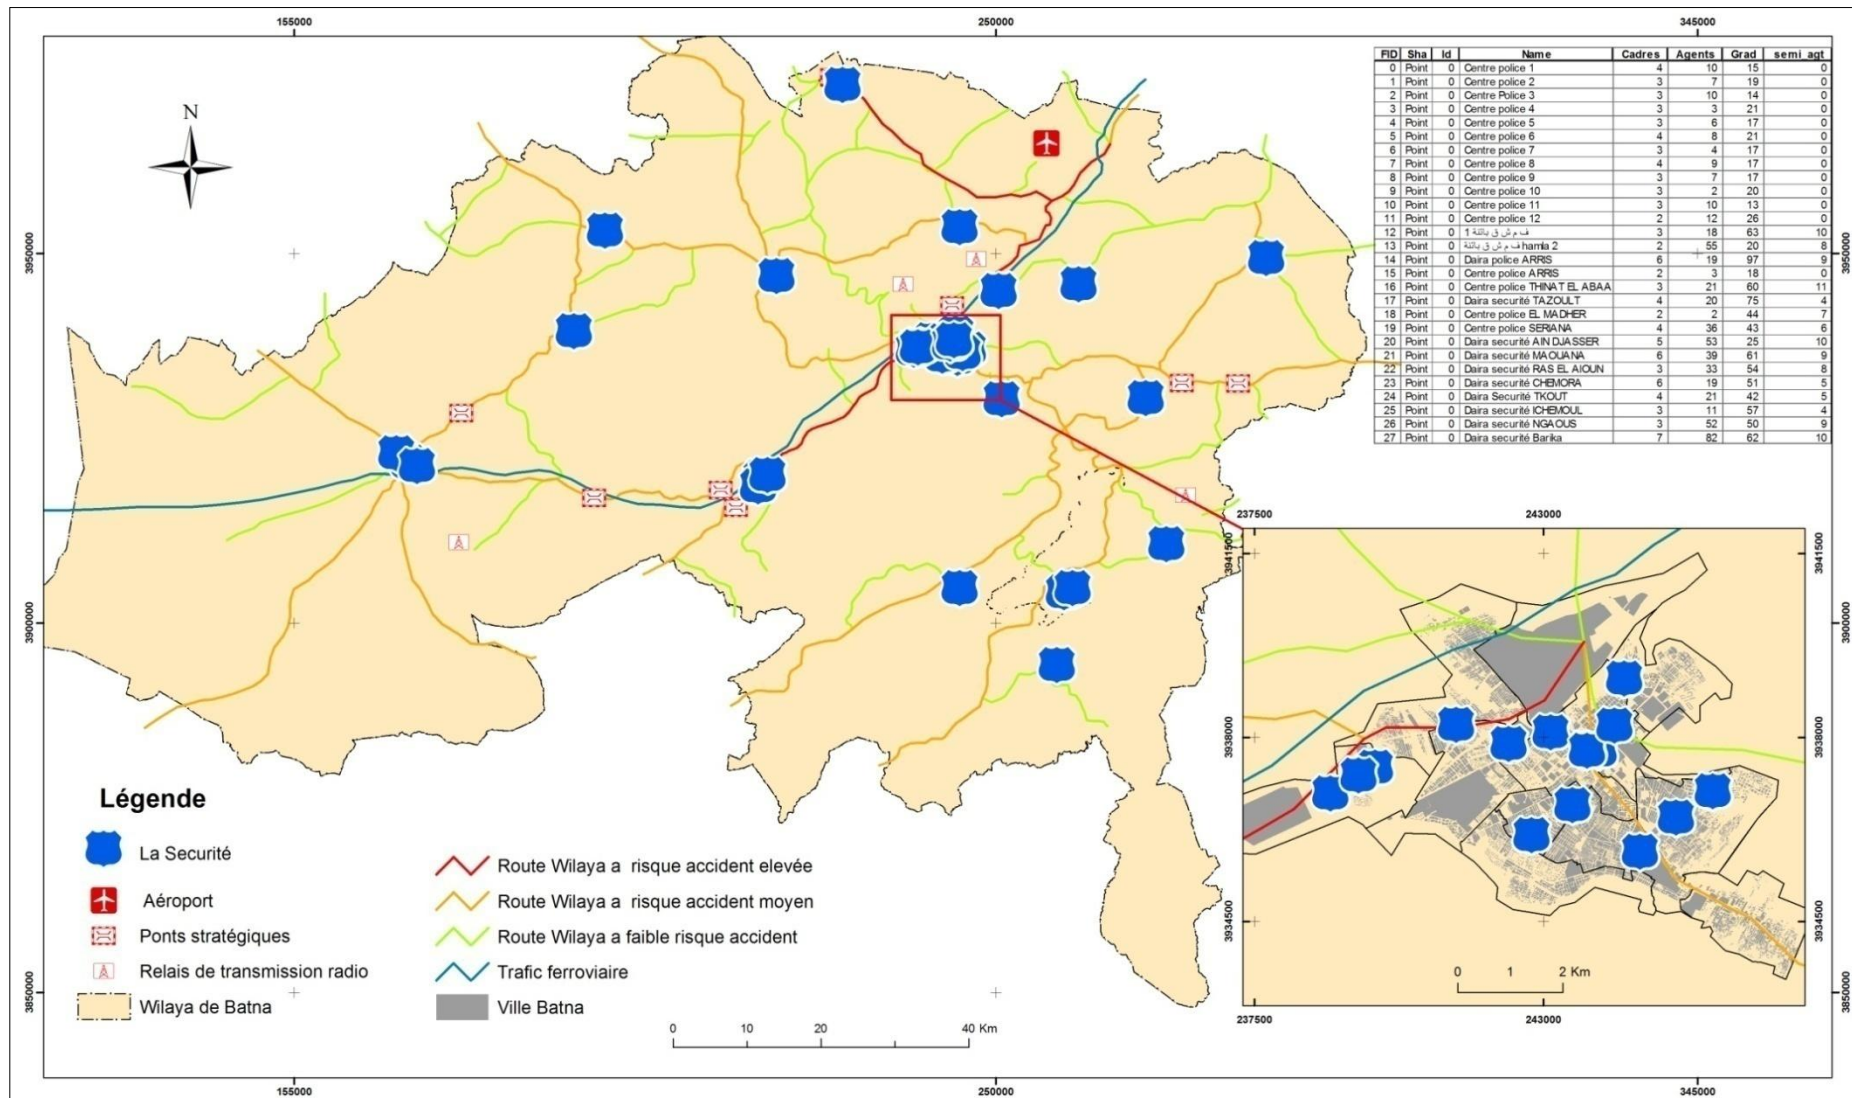 155000 250000 345000
N
FID Sha Id Name Cadres Agents Grad semi_agt
0 Point 0 Centre police 1 4 10 15 0
1 Point 0 Centre police 2 3 7 19 0
2 Point 0 Centre Police 3 3 10 14 0
3 Point 0 Centre police 4 3 3 21 0
4 Point 0 Centre police 5 3 6 17 0
5 Point 0 Centre police 6 4 8 21 0
6 Point 0 Centre police 7 3 4 17 0
7 Point 0 Centre police 8 4 9 17 0
8 Point 0 Centre police 9 3 7 17 0
9 Point 0 Centre police 10 3 2 20 0
10 Point 0 Centre police 11 3 10 13 0
11 Point 0 Centre police 12 2 12 26 0
12 Point 0 ف م ش ق باتنة 1 3 18 63 10
13 Point 0 ف م ش ق باتنة hamla 2 2 55 20 8
14 Point 0 Daira police ARRIS 6 19 97 9
15 Point 0 Centre police ARRIS 2 3 18 0
16 Point 0 Centre police THINAT EL ABAA 3 21 60 11
17 Point 0 Daira securité TAZOULT 4 20 75 4
18 Point 0 Centre police EL MADHER 2 2 44 7
19 Point 0 Centre police SERIANA 4 36 43 6
20 Point 0 Daira securité AIN DJASSER 5 53 25 10
21 Point 0 Daira securité MAOUANA 6 39 61 9
22 Point 0 Daira securité RAS EL AIOUN 3 33 54 8
23 Point 0 Daira securité CHEMORA 6 19 51 5
24 Point 0 Daira Securité TKOUT 4 21 42 5
25 Point 0 Daira securité ICHEMOUL 3 11 57 4
26 Point 0 Daira securité NGAOUS 3 52 50 9
27 Point 0 Daira securité Barika 7 82 62 10
3950000 3950000
3900000 3900000
3850000 3850000
237500 243000
3941500 3941500
3938000 3938000
3934500 3934500
0 1 2 Km
237500 243000
Légende
La Securité
Aéroport
Ponts stratégiques
Relais de transmission radio
Wilaya de Batna
Route Wilaya a risque accident elevée
Route Wilaya a risque accident moyen
Route Wilaya a faible risque accident
Trafic ferroviaire
Ville Batna
0 10 20 40 Km
155000 250000 345000